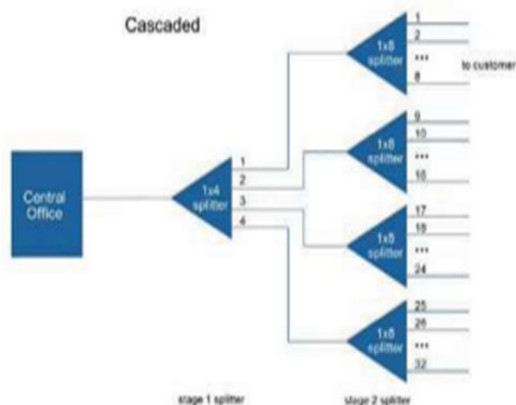 Cascaded
Central
Office
1x4
splitter
1
2
3
4
1x8
splitter
1
2
...
8
to customer
1x8
splitter
9
10
...
16
1x8
splitter
17
18
...
24
1x8
splitter
25
26
...
32
stage 1 splitter
stage 2 splitter